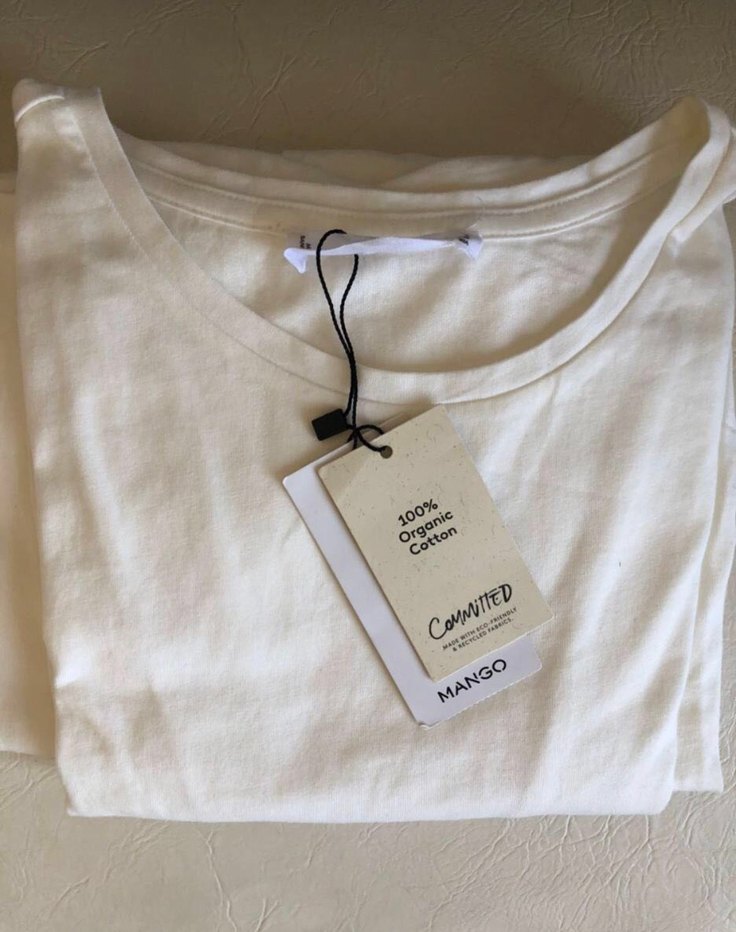 100%
Organic
Cotton
COMMITTED
MADE WITH ECO-FRIENDLY
& RECYCLED FABRICS.
MANGO